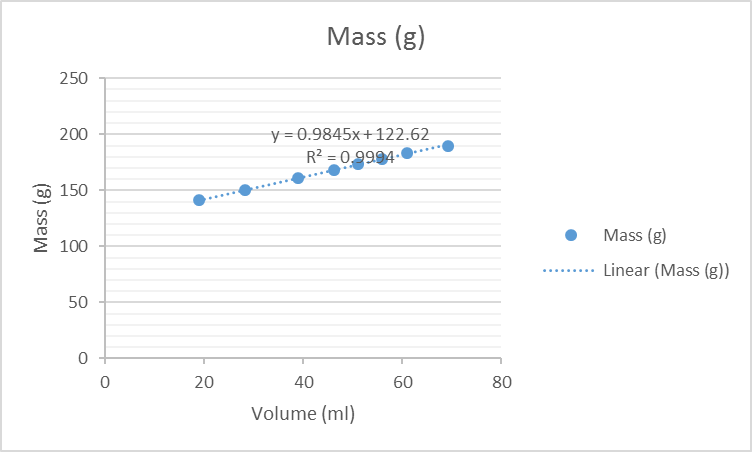 Mass (g)
250
200
150
100
50
0
Mass (g)
y = 0.9845x + 122.62
R² = 0.9994
0 20 40 60 80
Volume (ml)
Mass (g)
Linear (Mass (g))